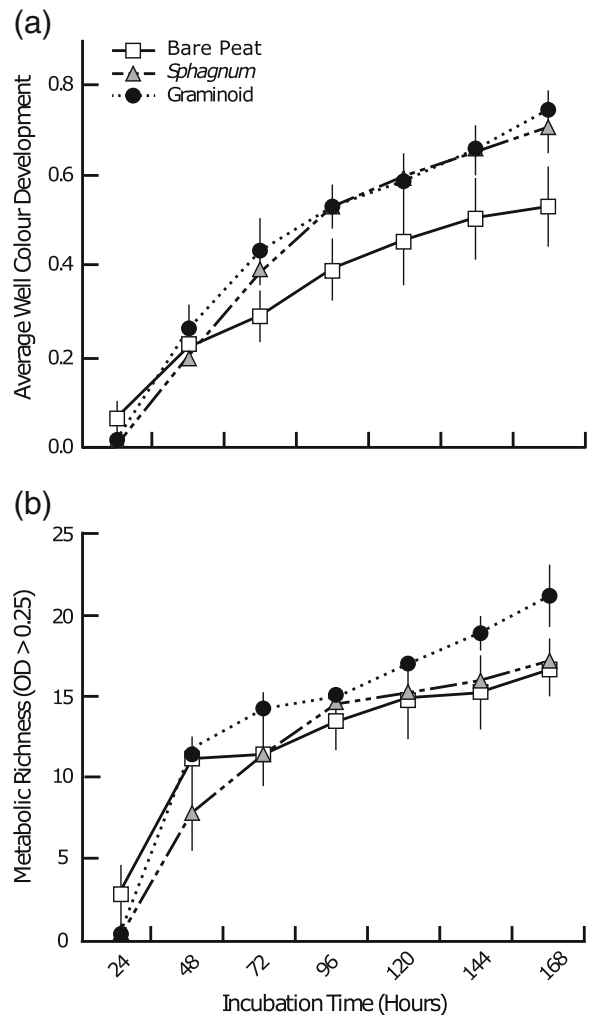 (a)
Bare Peat
Sphagnum
Graminoid
Average Well Colour Development
0.8
0.6
0.4
0.2
0.0
(b)
Metabolic Richness (OD > 0.25)
25
20
15
10
5
0
24 48 72 96 120 144 168
Incubation Time (Hours)